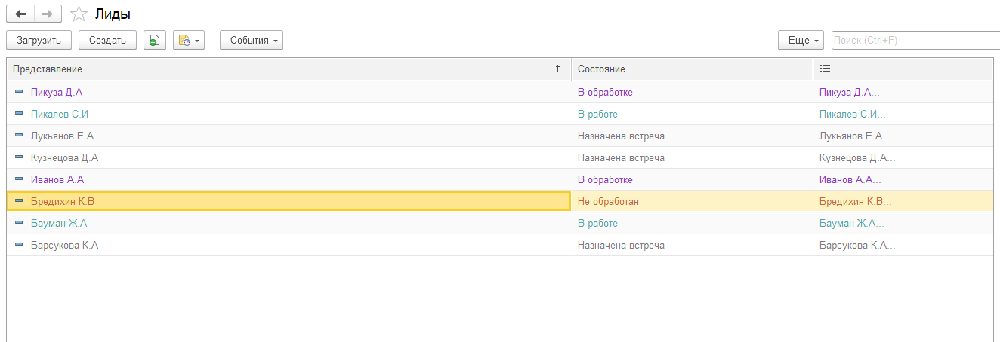 Лиды
Загрузить Создать События Еще Поиск (Ctrl+F)
Представление Состояние
Пикуза Д.А В обработке Пикуза Д.А...
Пикалев С.И В работе Пикалев С.И...
Лукьянов Е.А Назначена встреча Лукьянов Е.А...
Кузнецова Д.А Назначена встреча Кузнецова Д.А...
Иванов А.А В обработке Иванов А.А...
Бредихин К.В Не обработан Бредихин К.В...
Бауман Ж.А В работе Бауман Ж.А...
Барсукова К.А Назначена встреча Барсукова К.А...